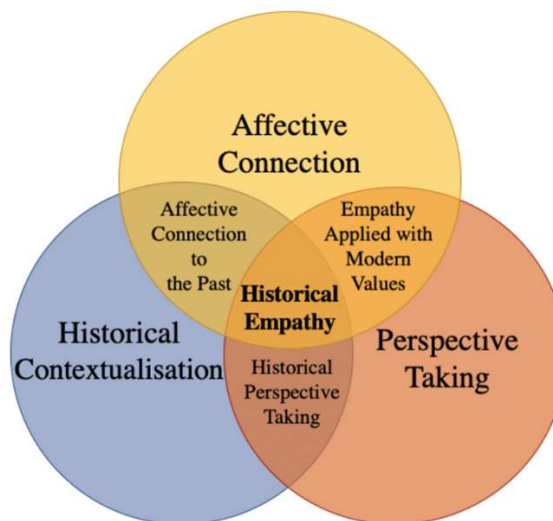 Affective
Connection
Affective
Connection
to
the Past
Empathy
Applied with
Modern
Values
Historical
Empathy
Historical
Contextualisation
Perspective
Taking
Historical
Perspective
Taking